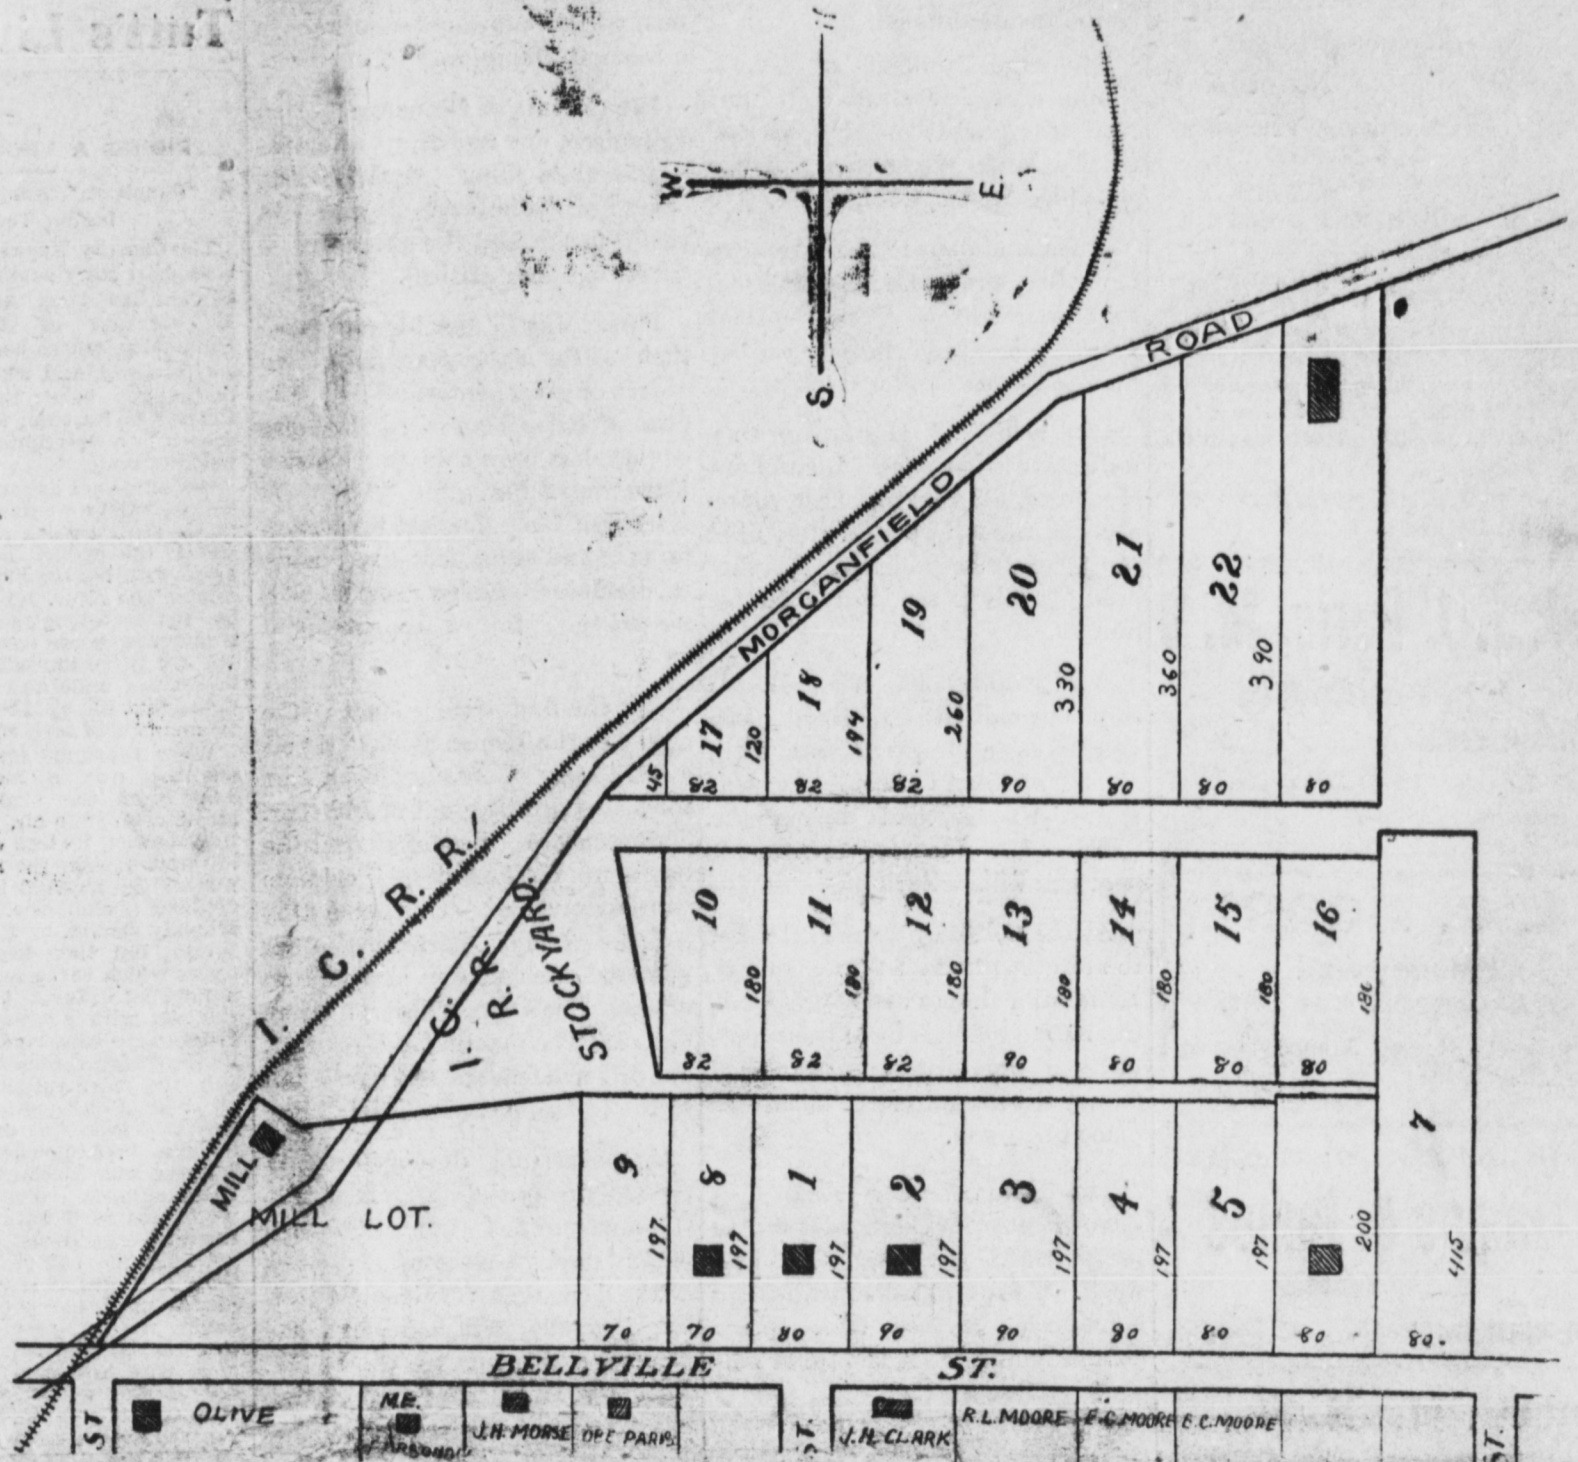 N
W. E.
S.
MORGANFIELD ROAD
I. C. R. R.
17 18 19 20 21 22
45 120 194 260 330 360 390
82 82 82 90 80 80 80
I. C. R. R.
STOCK YARD.
10 11 12 13 14 15 16
180 180 180 180 180 180 180
82 82 82 90 80 80 80
MILL
MILL LOT.
9 8 1 2 3 4 5 7
197 197 197 197 197 197 197 200 415
70 70 80 90 90 80 80 80 80.
BELLVILLE ST.
ST OLIVE M.E. J.H. MORSE PARIS ST. J.H. CLARK R.L. MOORE E.C. MOORE E.C. MOORE ST.